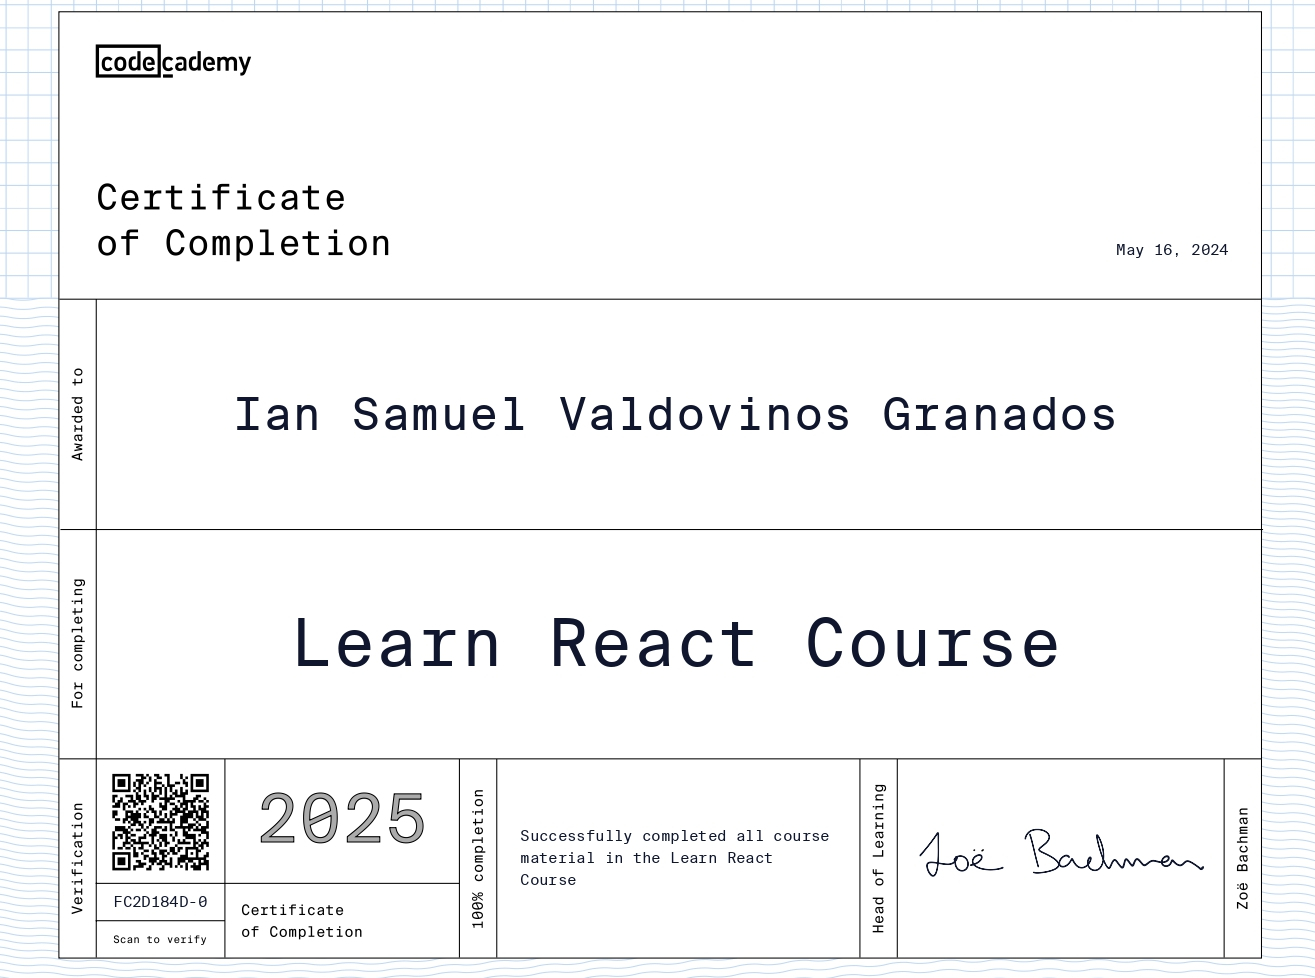 codecademy
Certificate
of Completion
May 16, 2024
Awarded to
Ian Samuel Valdovinos Granados
For completing
Learn React Course
Verification
FC2D184D-0
Scan to verify
2025
Certificate
of Completion
100% completion
Successfully completed all course
material in the Learn React
Course
Head of Learning
Zoë Bachman
Zoë Bachman